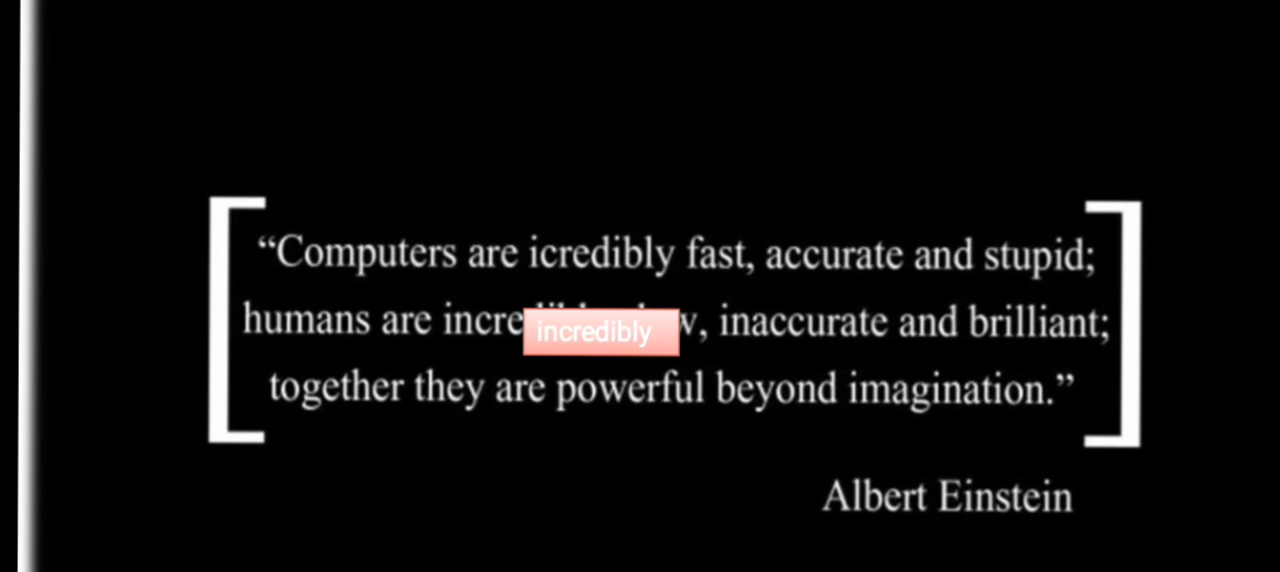 “Computers are icredibly fast, accurate and stupid;
humans are incredibly , inaccurate and brilliant;
incredibly
together they are powerful beyond imagination.”
Albert Einstein